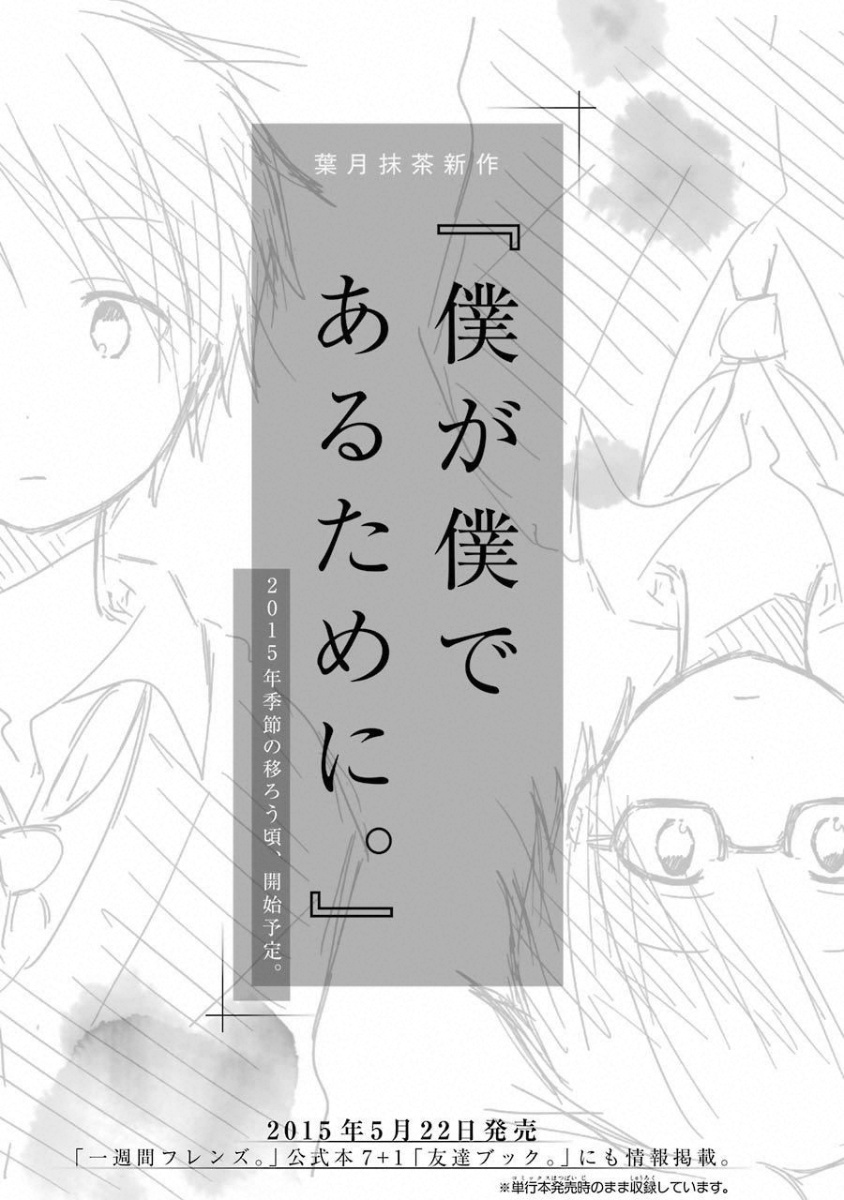 葉月抹茶新作
『僕が僕で
あるために。』
2015年季節の移ろう頃、開始予定。
2015年5月22日発売
「一週間フレンズ。」公式本7+1「友達ブック。」にも情報掲載。
※単行本発売時のまま収録しています。